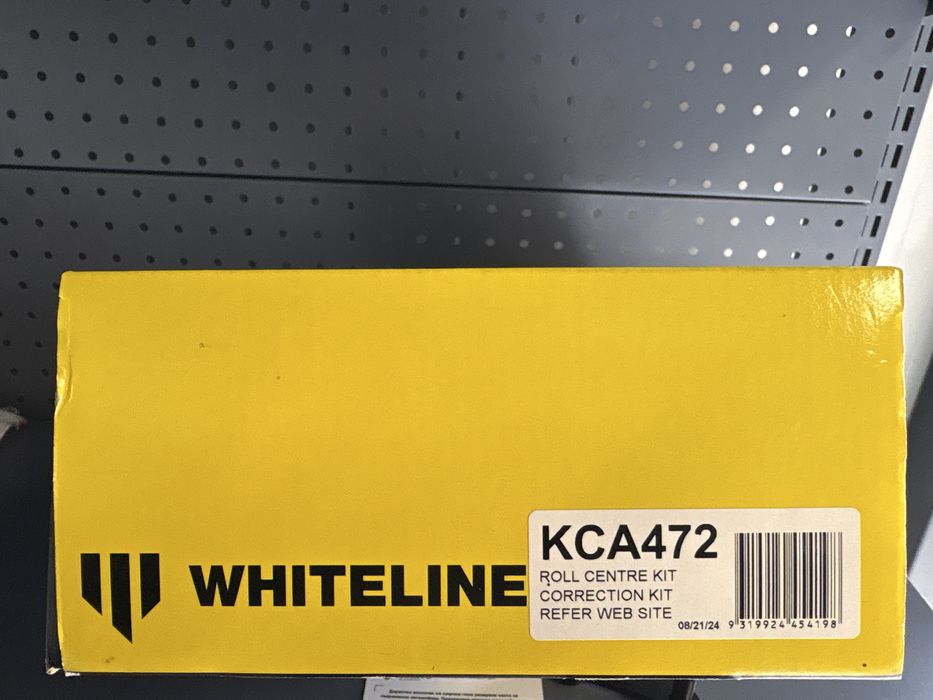 WHITELINE
KCA472
ROLL CENTRE KIT
CORRECTION KIT
REFER WEB SITE
08/21/24 9 319924 454198